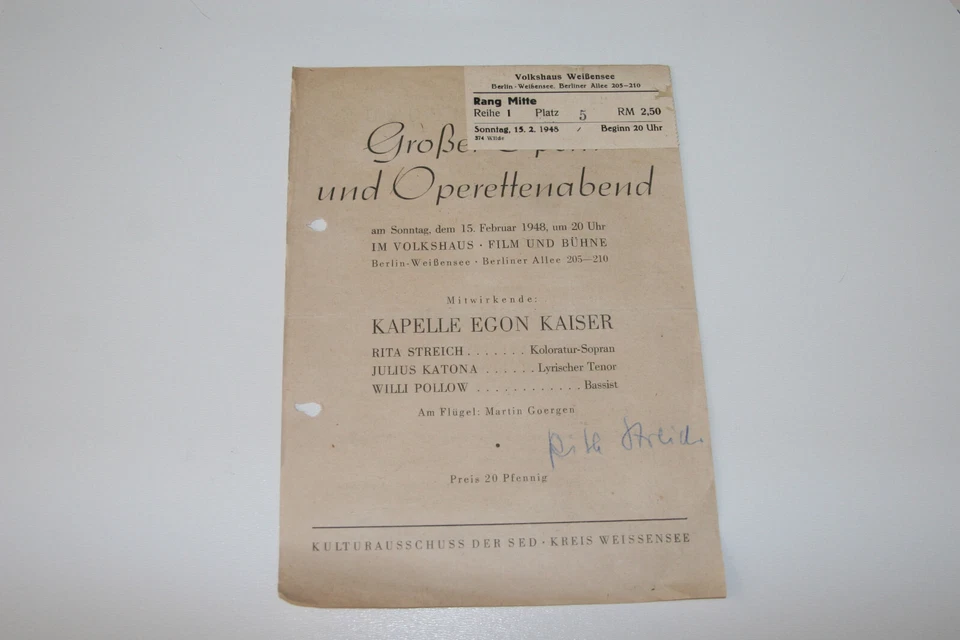 Volkshaus Weißensee
Berlin-Weißensee, Berliner Allee 205—210
Rang Mitte
Reihe 1 Platz 5 RM 2,50
Sonntag, 15. 2. 1948 Beginn 20 Uhr
Große
und Operettenabend
am Sonntag, dem 15. Februar 1948, um 20 Uhr
IM VOLKSHAUS · FILM UND BÜHNE
Berlin-Weißensee · Berliner Allee 205—210
Mitwirkende:
KAPELLE EGON KAISER
RITA STREICH . . . . . . . Koloratur-Sopran
JULIUS KATONA . . . . . . Lyrischer Tenor
WILLI POLLOW . . . . . . . . . . . . Bassist
Am Flügel: Martin Goergen
Rita Streich
Preis 20 Pfennig
KULTURAUSSCHUSS DER SED · KREIS WEISSENSEE